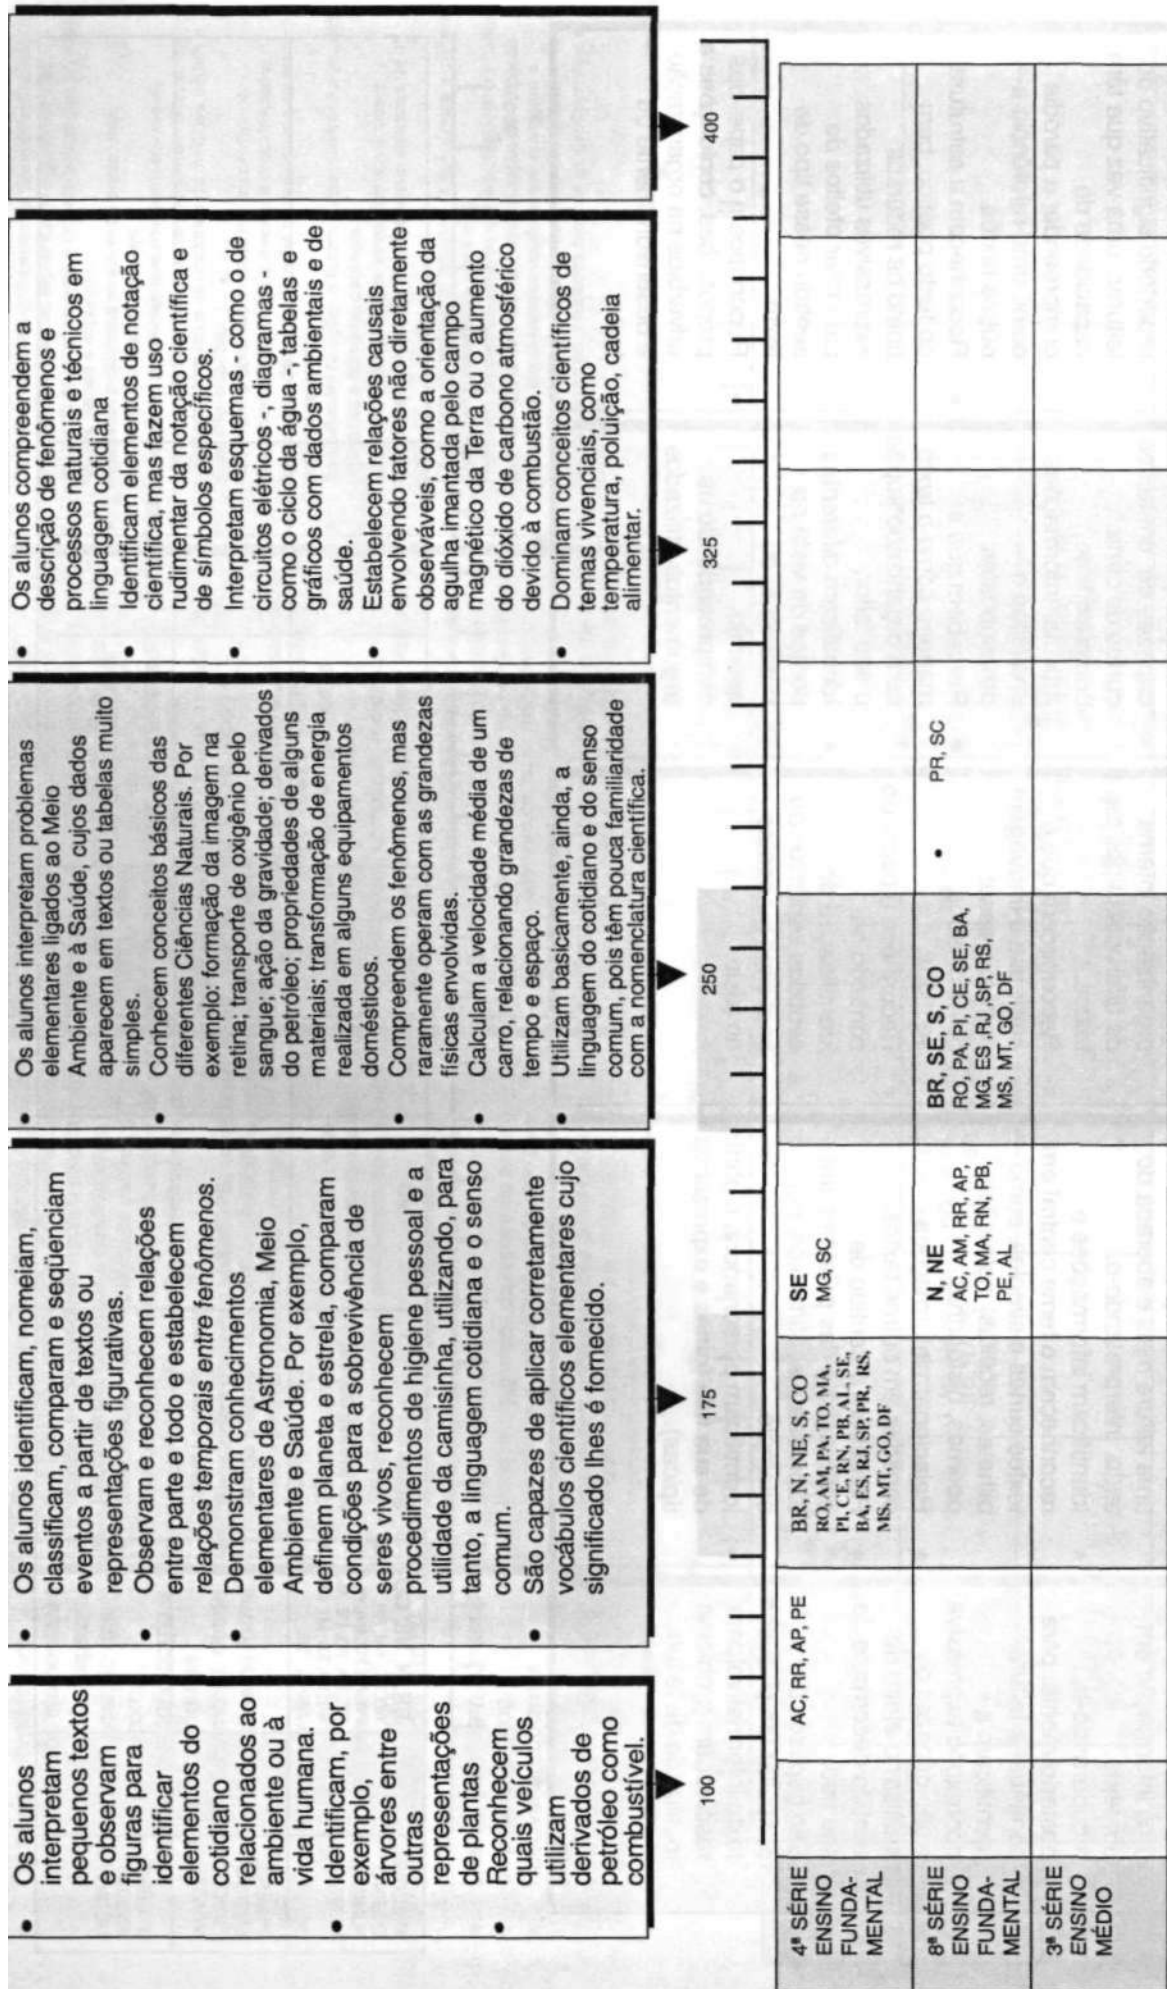 • Os alunos
interpretam
pequenos textos
e observam
figuras para
identificar
elementos do
cotidiano
relacionados ao
ambiente ou à
vida humana.
• Identificam, por
exemplo,
árvores entre
outras
representações
de plantas
• Reconhecem
quais veículos
utilizam
derivados de
petróleo como
combustível.
• Os alunos identificam, nomeiam,
classificam, comparam e seqüenciam
eventos a partir de textos ou
representações figurativas.
• Observam e reconhecem relações
entre parte e todo e estabelecem
relações temporais entre fenômenos.
• Demonstram conhecimentos
elementares de Astronomia, Meio
Ambiente e Saúde. Por exemplo,
definem planeta e estrela, comparam
condições para a sobrevivência de
seres vivos, reconhecem
procedimentos de higiene pessoal e a
utilidade da camisinha, utilizando, para
tanto, a linguagem cotidiana e o senso
comum.
• São capazes de aplicar corretamente
vocábulos científicos elementares cujo
significado lhes é fornecido.
• Os alunos interpretam problemas
elementares ligados ao Meio
Ambiente e à Saúde, cujos dados
aparecem em textos ou tabelas muito
simples.
• Conhecem conceitos básicos das
diferentes Ciências Naturais. Por
exemplo: formação da imagem na
retina; transporte de oxigênio pelo
sangue; ação da gravidade; derivados
do petróleo; propriedades de alguns
materiais; transformação de energia
realizada em alguns equipamentos
domésticos.
• Compreendem os fenômenos, mas
raramente operam com as grandezas
físicas envolvidas.
• Calculam a velocidade média de um
carro, relacionando grandezas de
tempo e espaço.
• Utilizam basicamente, ainda, a
linguagem do cotidiano e do senso
comum, pois têm pouca familiaridade
com a nomenclatura científica.
• Os alunos compreendem a
descrição de fenômenos e
processos naturais e técnicos em
linguagem cotidiana
• Identificam elementos de notação
científica, mas fazem uso
rudimentar da notação científica e
de símbolos específicos.
• Interpretam esquemas - como o de
circuitos elétricos -, diagramas -
como o ciclo da água -, tabelas e
gráficos com dados ambientais e de
saúde.
• Estabelecem relações causais
envolvendo fatores não diretamente
observáveis, como a orientação da
agulha imantada pelo campo
magnético da Terra ou o aumento
do dióxido de carbono atmosférico
devido à combustão.
• Dominam conceitos científicos de
temas vivenciais, como
temperatura, poluição, cadeia
alimentar.
100 175 250 325 400
4ª SÉRIE
ENSINO
FUNDA-
MENTAL
AC, RR, AP, PE
BR, N, NE, S, CO
RO, AM, PA, TO, MA,
PI, CE, RN, PB, AL, SE,
BA, ES, RJ, SP, PR, RS,
MS, MT, GO, DF
SE
MG, SC
8ª SÉRIE
ENSINO
FUNDA-
MENTAL
N, NE
AC, AM, RR, AP,
TO, MA, RN, PB,
PE, AL
BR, SE, S, CO
RO, PA, PI, CE, SE, BA,
MG, ES ,RJ ,SP, RS,
MS, MT, GO, DF
• PR, SC
3ª SÉRIE
ENSINO
MÉDIO